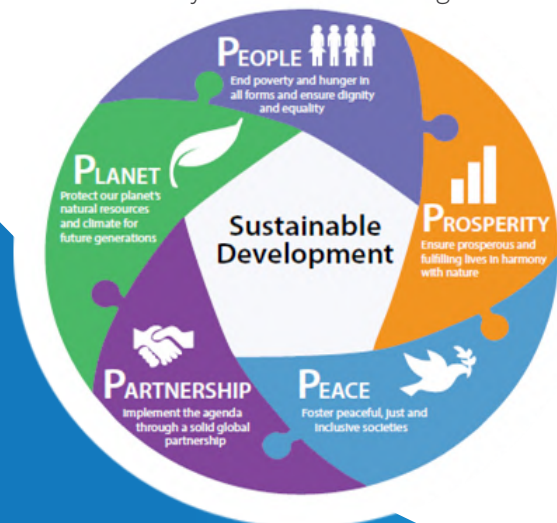 PEOPLE
End poverty and hunger in
all forms and ensure dignity
and equality
PROSPERITY
Ensure prosperous and
fulfilling lives in harmony
with nature
PEACE
Foster peaceful, just and
inclusive societies
PARTNERSHIP
Implement the agenda
through a solid global
partnership
PLANET
Protect our planet's
natural resources
and climate for
future generations
Sustainable
Development